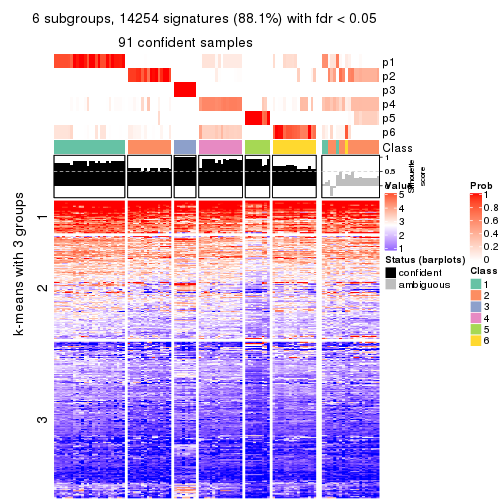 6 subgroups, 14254 signatures (88.1%) with fdr < 0.05
91 confident samples
p1
p2
p3
p4
p5
p6
Class
1
0.5
0
Silhouette
score
k-means with 3 groups
1
2
3
Value
5
4
3
2
1
Status (barplots)
confident
ambiguous
Prob
1
0.8
0.6
0.4
0.2
0
Class
1
2
3
4
5
6